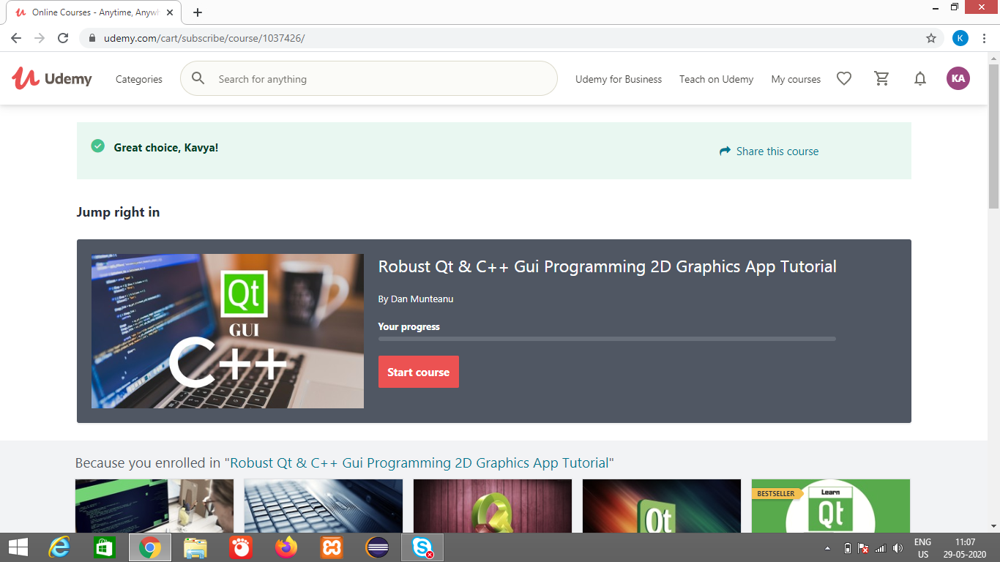 Online Courses - Anytime, Anywh
udemy.com/cart/subscribe/course/1037426/
K
Udemy
Categories
Search for anything
Udemy for Business
Teach on Udemy
My courses
KA
Great choice, Kavya!
Share this course
Jump right in
Qt
GUI
C++
Robust Qt & C++ Gui Programming 2D Graphics App Tutorial
By Dan Munteanu
Your progress
Start course
Because you enrolled in "Robust Qt & C++ Gui Programming 2D Graphics App Tutorial"
Qt
BESTSELLER
Learn
Qt
ENG
US
11:07
29-05-2020